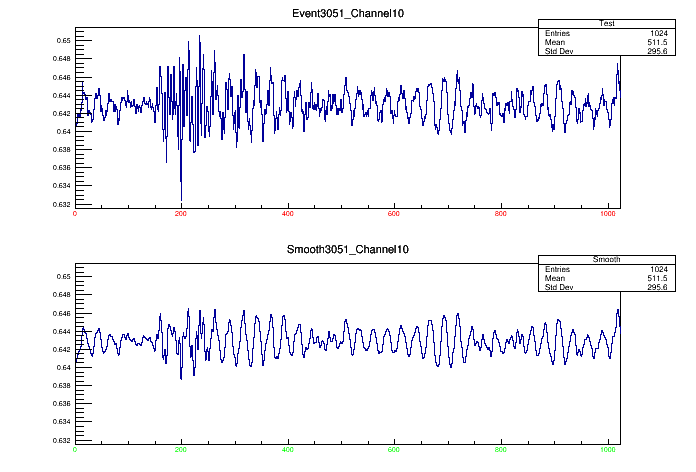 Event3051_Channel10
Test
Entries 1024
Mean 511.5
Std Dev 295.6
0.65
0.648
0.646
0.644
0.642
0.64
0.638
0.636
0.634
0.632
0 200 400 600 800 1000
Smooth3051_Channel10
Smooth
Entries 1024
Mean 511.5
Std Dev 295.6
0.65
0.648
0.646
0.644
0.642
0.64
0.638
0.636
0.634
0.632
0 200 400 600 800 1000